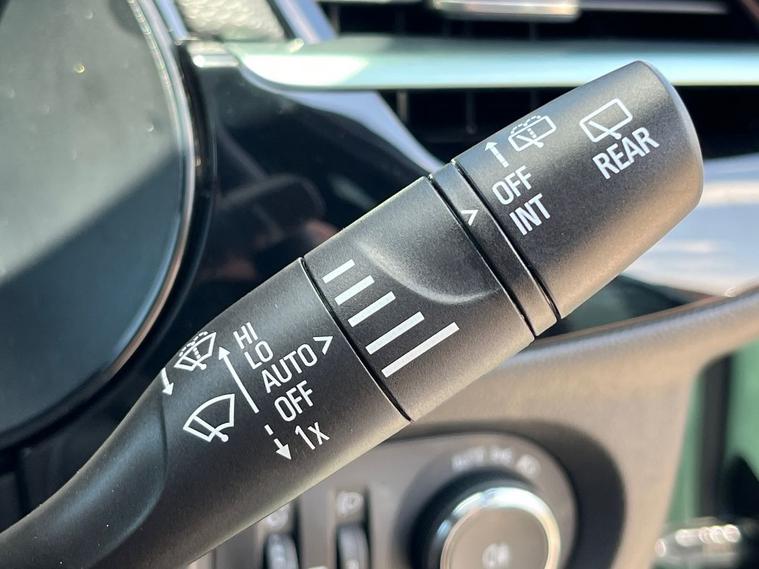 HI
LO
AUTO >
OFF
1x
>
OFF
INT
REAR